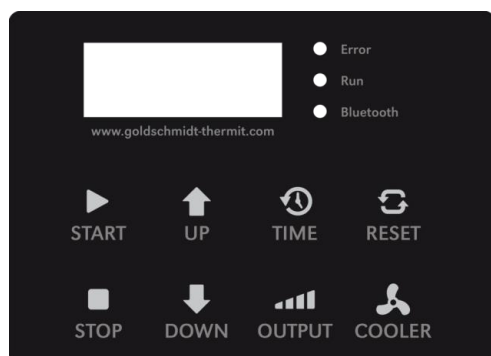 Error
Run
Bluetooth
www.goldschmidt-thermit.com
START UP TIME RESET
STOP DOWN OUTPUT COOLER